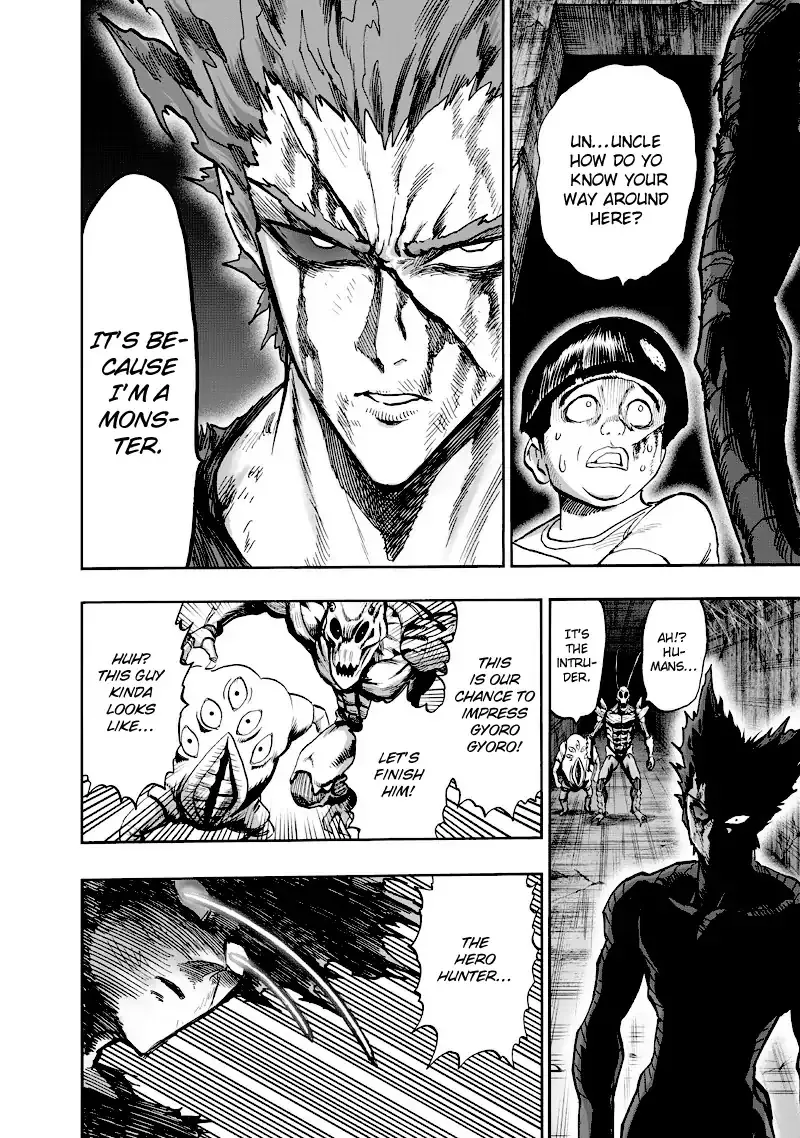 UN...UNCLE
HOW DO YO
KNOW YOUR
WAY AROUND
HERE?
IT'S BE-
CAUSE
I'M A
MONS-
TER.
AH!?
HU-
MANS...
IT'S
THE
INTRU-
DER.
THIS
IS OUR
CHANCE TO
IMPRESS
GYORO
GYORO!
LET'S
FINISH
HIM!
HUH?
THIS GUY
KINDA
LOOKS
LIKE...
THE
HERO
HUNTER...